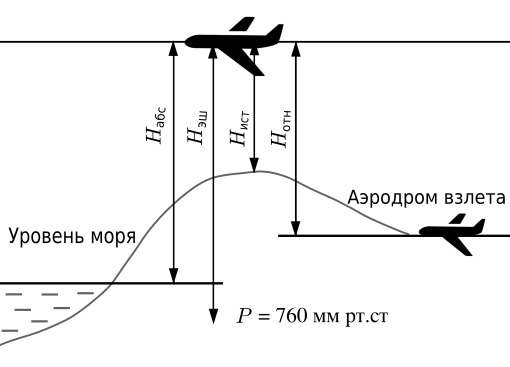 Hабс
Hэш
Hист
Hотн
Аэродром взлета
Уровень моря
P = 760 мм рт.ст